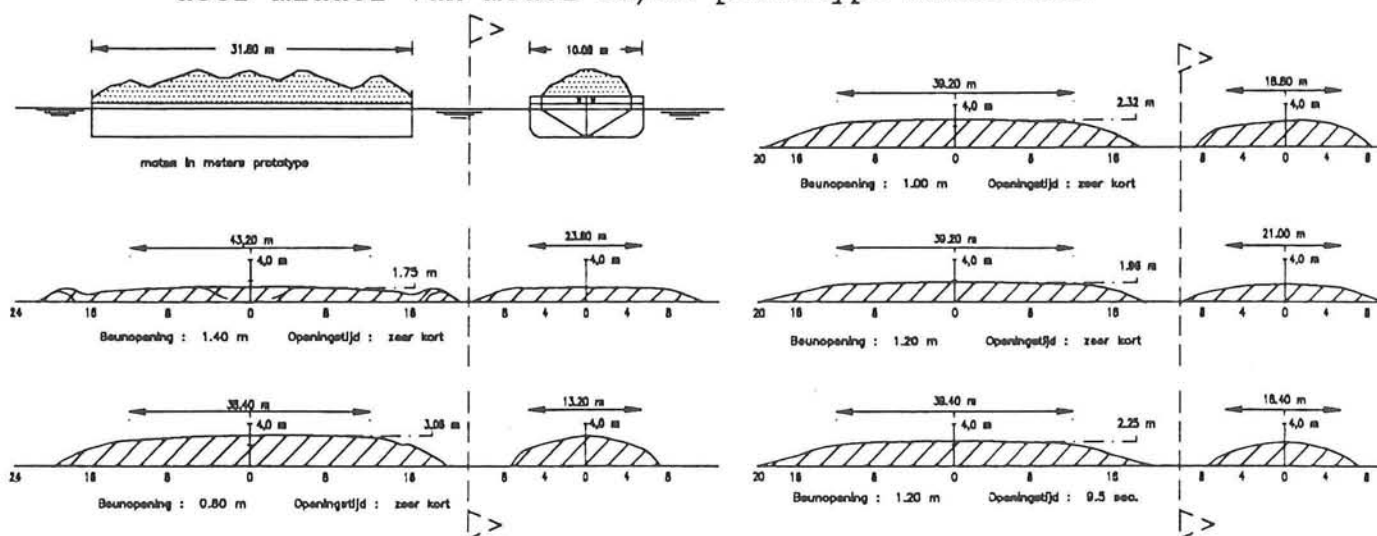 31.80 m
10.08 m
maten in meters prototype
43.20 m
23.80 m
4,0 m
1.75 m
4,0 m
24 16 8 0 8 16 8 4 0 4 8
Beunopening : 1.40 m Openingstijd : zeer kort
38.40 m
13.20 m
4,0 m
3.06 m
4,0 m
24 16 8 0 8 16 8 4 0 4 8
Beunopening : 0.80 m Openingstijd : zeer kort
39.20 m
18.80 m
4,0 m
2.32 m
4,0 m
20 16 8 0 8 16 8 4 0 4 8
Beunopening : 1.00 m Openingstijd : zeer kort
39.20 m
21.00 m
4,0 m
1.98 m
4,0 m
20 16 8 0 8 16 8 4 0 4 8
Beunopening : 1.20 m Openingstijd : zeer kort
39.40 m
16.40 m
4,0 m
2.25 m
4,0 m
20 16 8 0 8 16 8 4 0 4 8
Beunopening : 1.20 m Openingstijd : 9.5 sec.